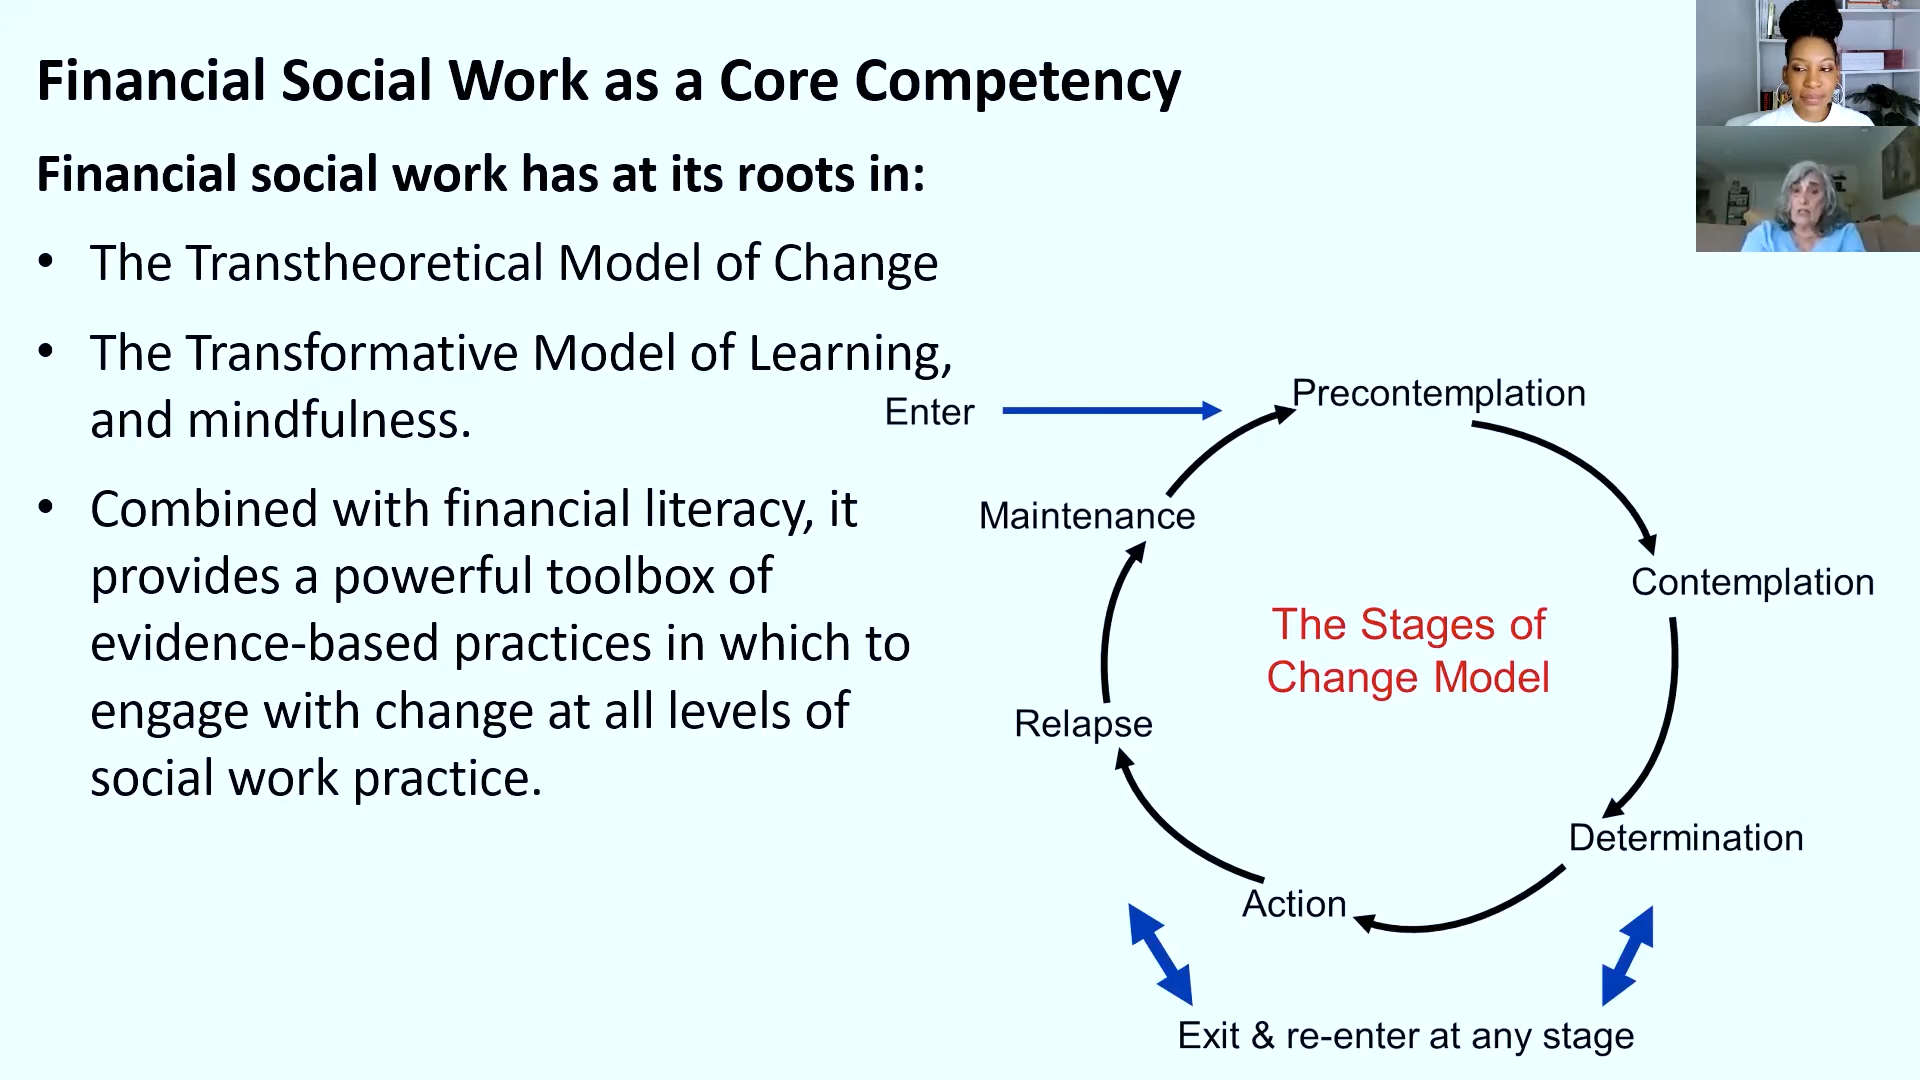 Financial Social Work as a Core Competency
Financial social work has at its roots in:
• The Transtheoretical Model of Change
• The Transformative Model of Learning,
and mindfulness.
• Combined with financial literacy, it
provides a powerful toolbox of
evidence-based practices in which to
engage with change at all levels of
social work practice.
Enter
Precontemplation
Contemplation
Determination
Action
Relapse
Maintenance
The Stages of
Change Model
Exit & re-enter at any stage